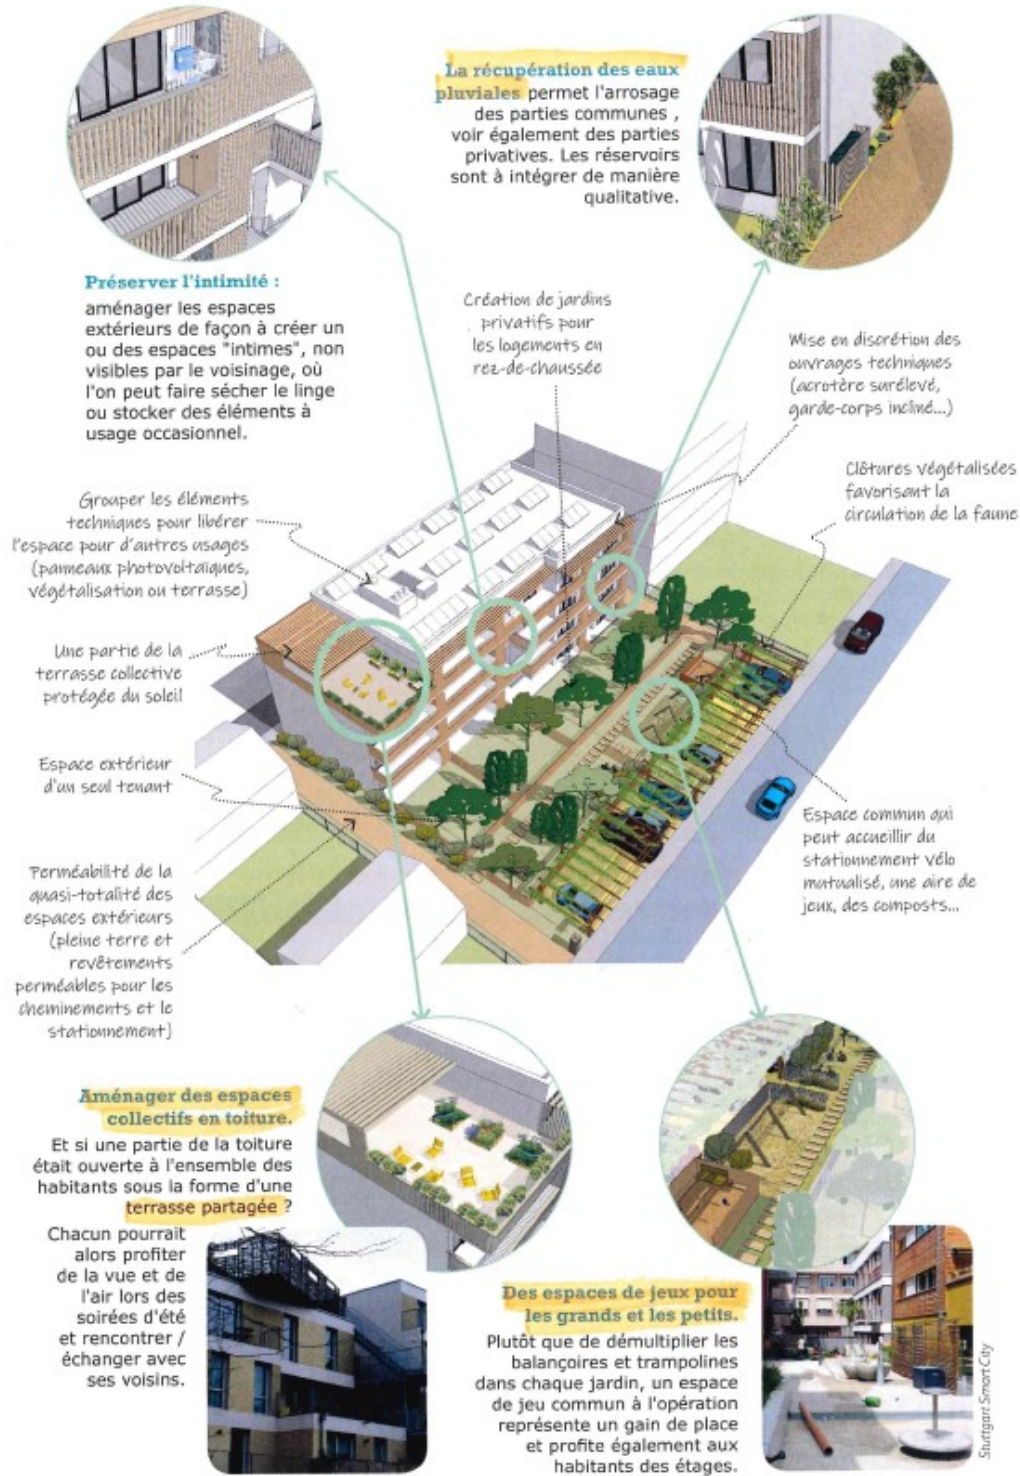 La récupération des eaux
pluviales permet l'arrosage
des parties communes ,
voir également des parties
privatives. Les réservoirs
sont à intégrer de manière
qualitative.
Préserver l'intimité :
aménager les espaces
extérieurs de façon à créer un
ou des espaces "intimes", non
visibles par le voisinage, où
l'on peut faire sécher le linge
ou stocker des éléments à
usage occasionnel.
Création de jardins
privatifs pour
les logements en
rez-de-chaussée
Mise en discrétion des
ouvrages techniques
(acrotère surélevé,
garde-corps incliné...)
Clôtures végétalisées
favorisant la
circulation de la faune
Grouper les éléments
techniques pour libérer
l'espace pour d'autres usages
(panneaux photovoltaïques,
végétalisation ou terrasse)
Une partie de la
terrasse collective
protégée du soleil
Espace extérieur
d'un seul tenant
Perméabilité de la
quasi-totalité des
espaces extérieurs
(pleine terre et
revêtements
perméables pour les
cheminements et le
stationnement)
Espace commun qui
peut accueillir du
stationnement vélo
mutualisé, une aire de
jeux, des composts...
Aménager des espaces
collectifs en toiture.
Et si une partie de la toiture
était ouverte à l'ensemble des
habitants sous la forme d'une
terrasse partagée ?
Chacun pourrait
alors profiter
de la vue et de
l'air lors des
soirées d'été
et rencontrer /
échanger avec
ses voisins.
Des espaces de jeux pour
les grands et les petits.
Plutôt que de démultiplier les
balançoires et trampolines
dans chaque jardin, un espace
de jeu commun à l'opération
représente un gain de place
et profite également aux
habitants des étages.
Stuttgart Smart City